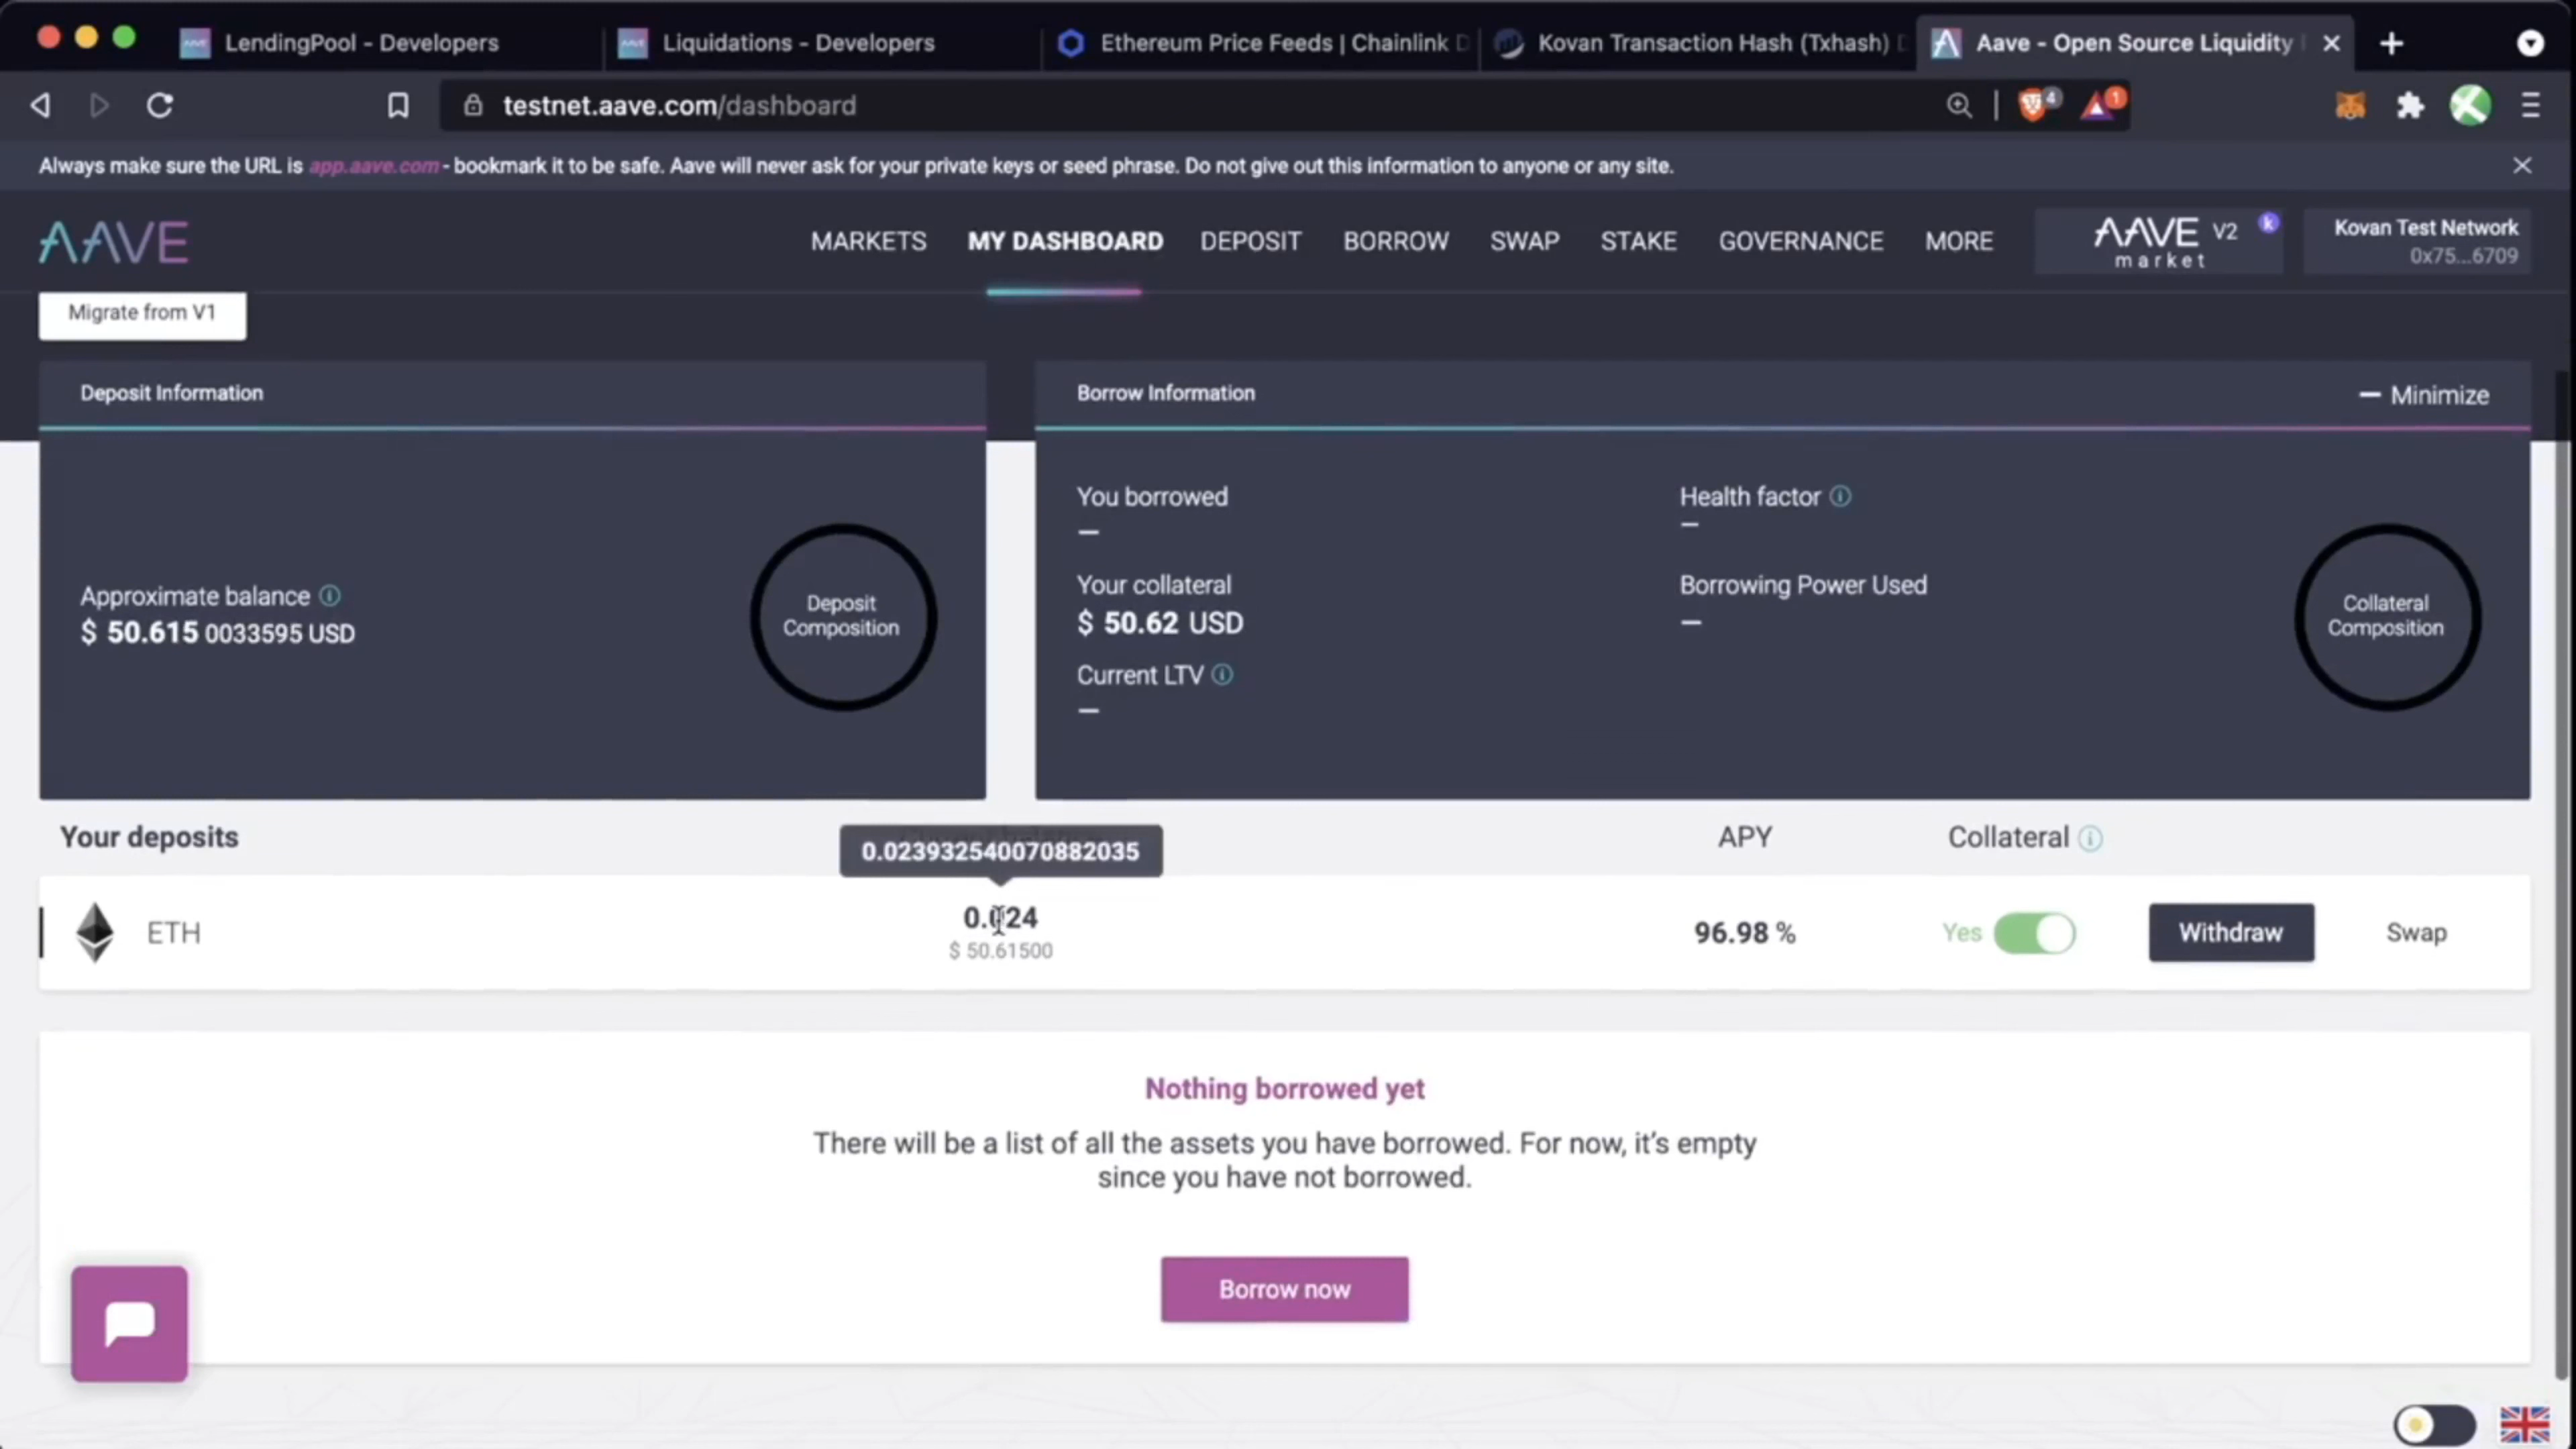 LendingPool - Developers
Liquidations - Developers
Ethereum Price Feeds | Chainlink D
Kovan Transaction Hash (Txhash) D
Aave - Open Source Liquidity
testnet.aave.com/dashboard
4
1
Always make sure the URL is app.aave.com - bookmark it to be safe. Aave will never ask for your private keys or seed phrase. Do not give out this information to anyone or any site.
AAVE
MARKETS
MY DASHBOARD
DEPOSIT
BORROW
SWAP
STAKE
GOVERNANCE
MORE
AAVE V2
market
k
Kovan Test Network
0x75...6709
Migrate from V1
Deposit Information
Approximate balance
$ 50.615 0033595 USD
Deposit
Composition
Borrow Information
— Minimize
You borrowed
—
Your collateral
$ 50.62 USD
Current LTV
—
Health factor
—
Borrowing Power Used
—
Collateral
Composition
Your deposits
APY
Collateral
0.023932540070882035
ETH
0.024
$ 50.61500
96.98 %
Yes
Withdraw
Swap
Nothing borrowed yet
There will be a list of all the assets you have borrowed. For now, it's empty
since you have not borrowed.
Borrow now